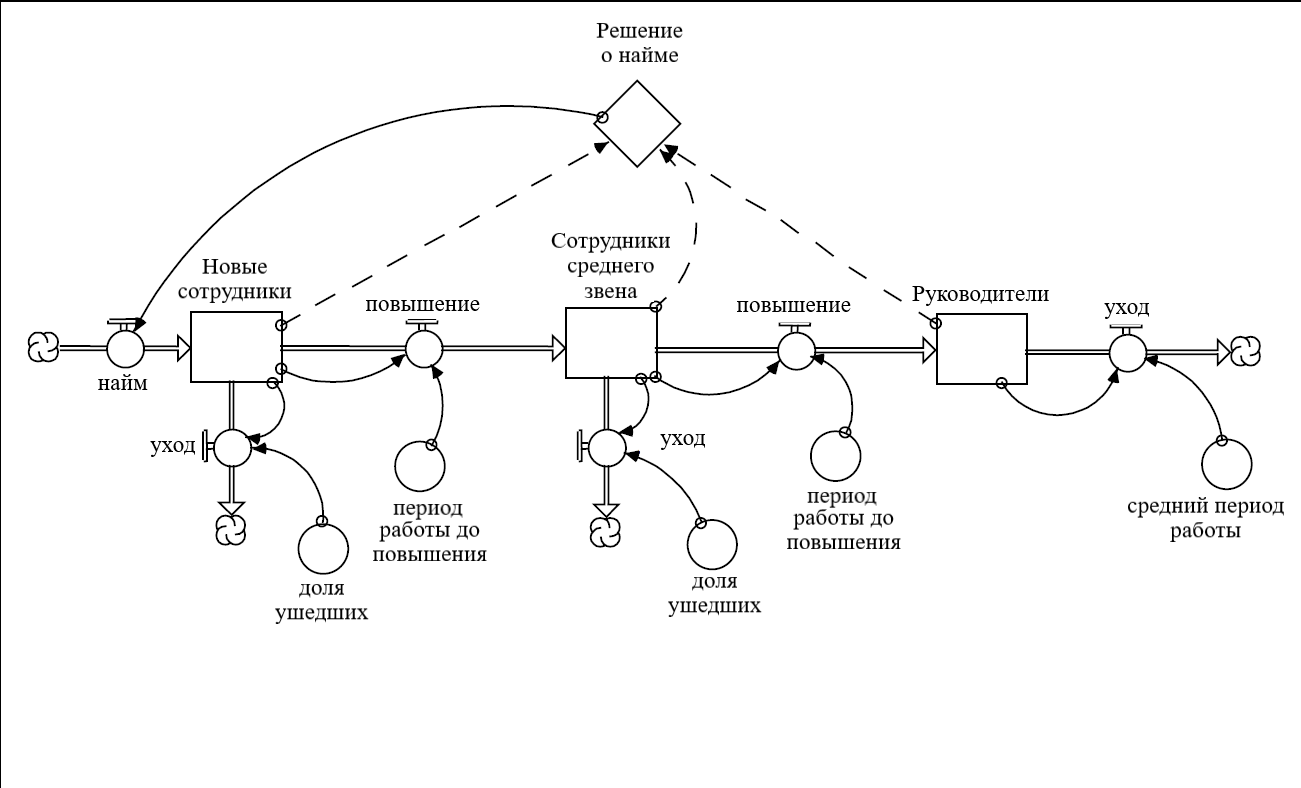 Решение
о найме
Сотрудники
среднего
звена
Новые
сотрудники
повышение
повышение
Руководители
уход
найм
уход
уход
период
работы до
повышения
период
работы до
повышения
средний период
работы
доля
ушедших
доля
ушедших